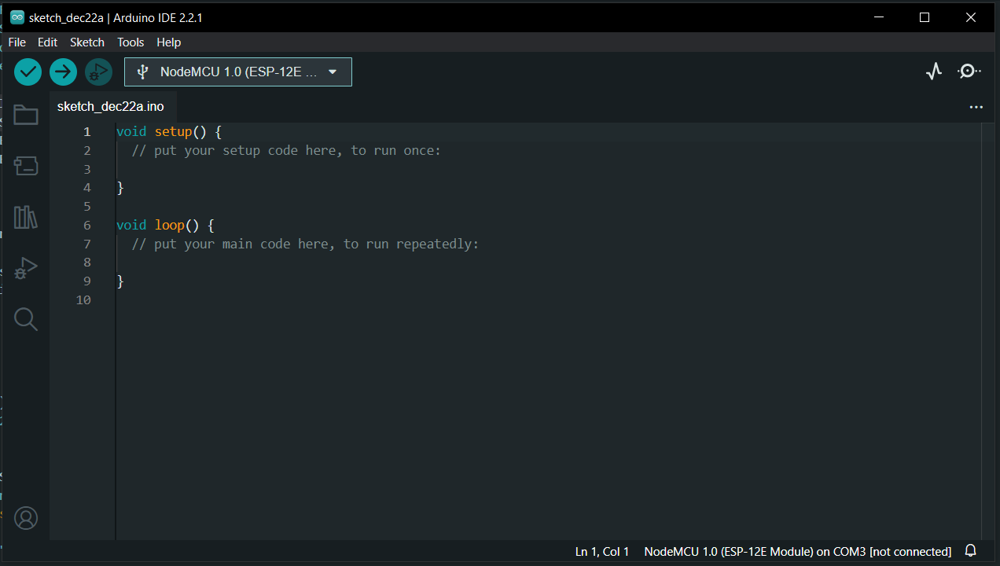 sketch_dec22a | Arduino IDE 2.2.1
File Edit Sketch Tools Help
NodeMCU 1.0 (ESP-12E ...
sketch_dec22a.ino
1 void setup() {
2 // put your setup code here, to run once:
3
4 }
5
6 void loop() {
7 // put your main code here, to run repeatedly:
8
9 }
10
Ln 1, Col 1 NodeMCU 1.0 (ESP-12E Module) on COM3 [not connected]